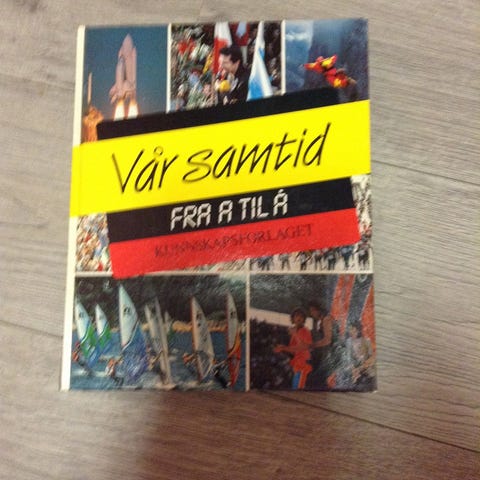 Vår samtid
FRA A TIL Å
KUNNSKAPSFORLAGET